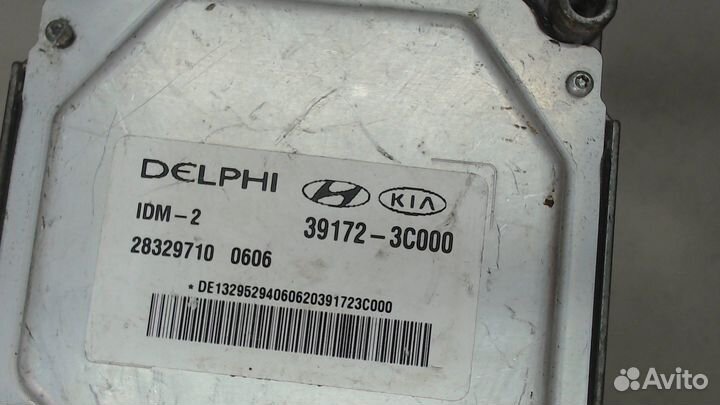 DELPHI KIA
IDM-2 39172-3C000
28329710 0606
* DE13295294060620391723C000
Avito